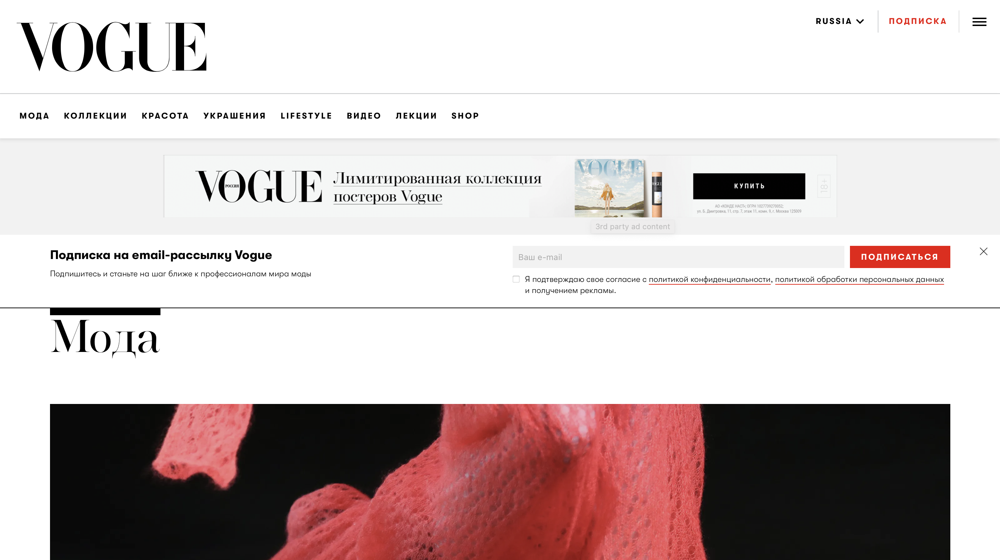 VOGUE
RUSSIA
ПОДПИСКА
МОДА КОЛЛЕКЦИИ КРАСОТА УКРАШЕНИЯ LIFESTYLE ВИДЕО ЛЕКЦИИ SHOP
VOGUE
РОССИЯ
Лимитированная коллекция
постеров Vogue
VOGUE
VOGUE
КУПИТЬ
АО «КОНДЕ НАСТ»; ОГРН 1027739270052;
ул. Б. Дмитровка, 11, стр. 7, этаж 11, комн. 9, г. Москва 125009
18+
3rd party ad content
Подписка на email-рассылку Vogue
Подпишитесь и станьте на шаг ближе к профессионалам мира моды
Ваш e-mail
ПОДПИСАТЬСЯ
Я подтверждаю свое согласие с политикой конфиденциальности, политикой обработки персональных данных
и получением рекламы.
Мода